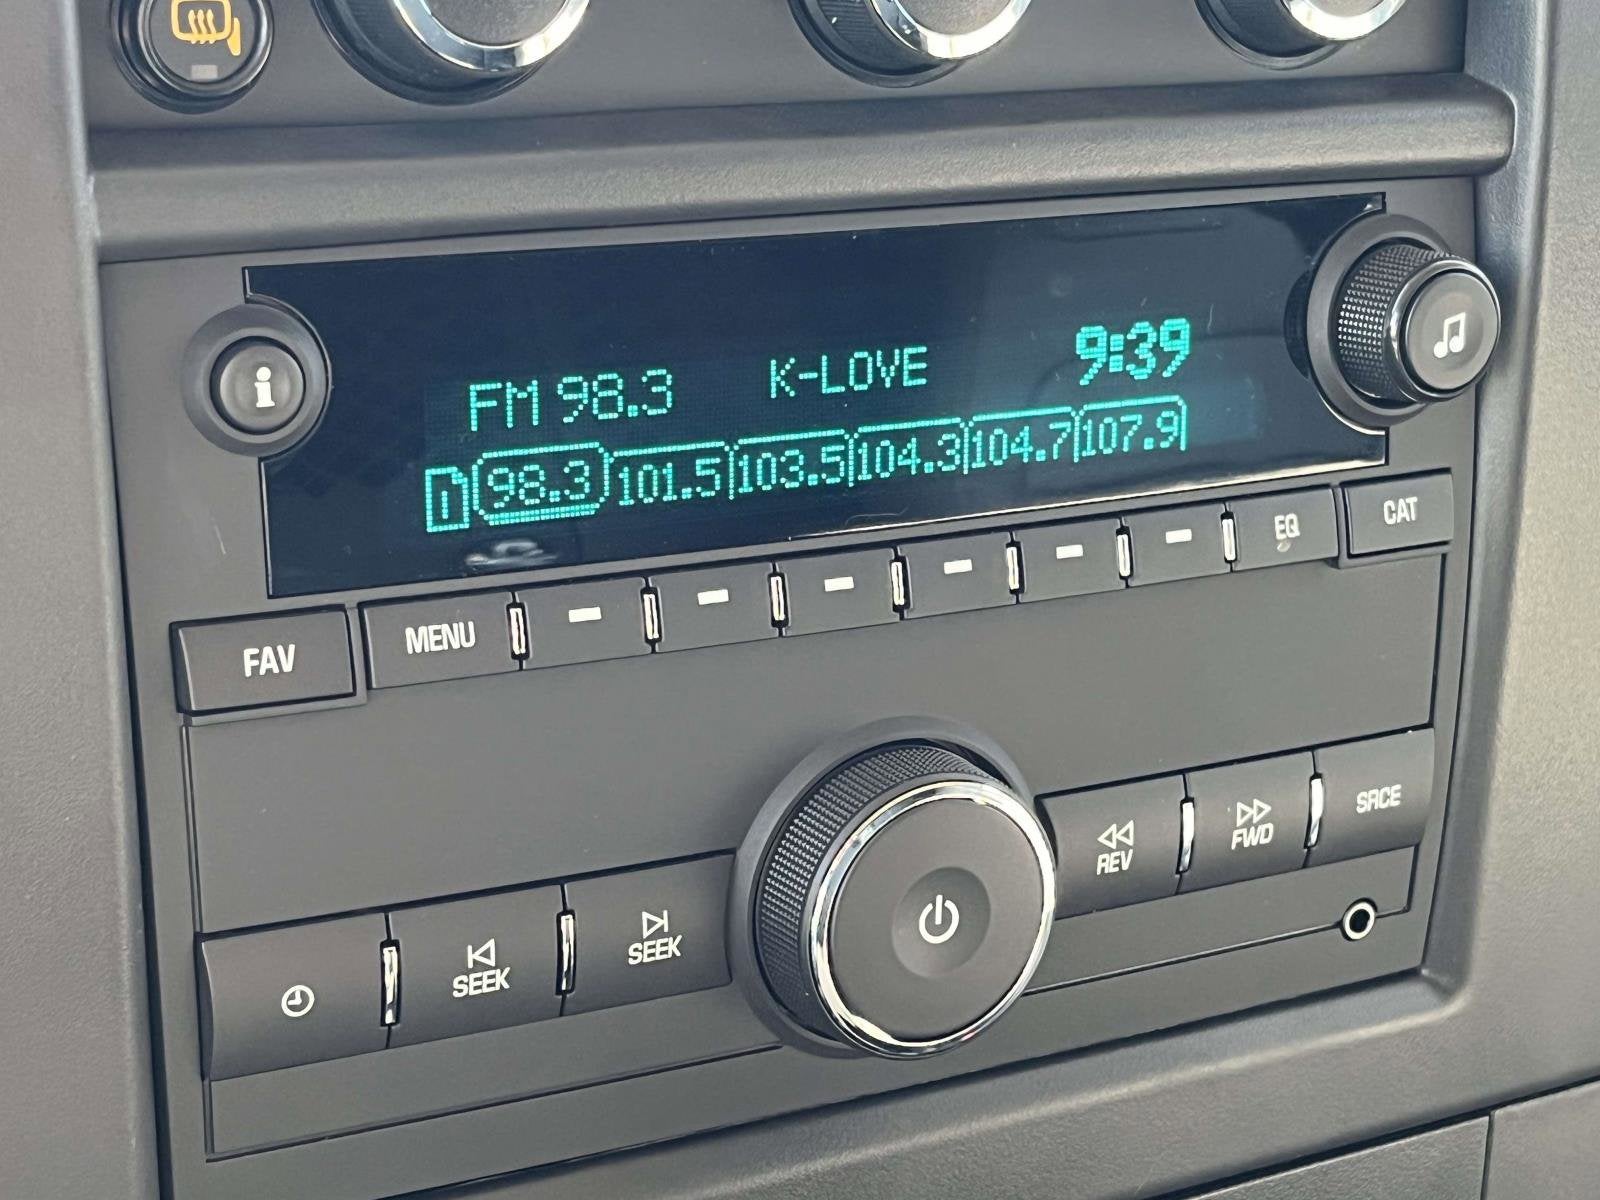 i
FM 98.3 K-LOVE 9:39
1 98.3 101.5 103.5 104.3 104.7 107.9
FAV MENU EQ CAT
SEEK SEEK REV FWD SRCE